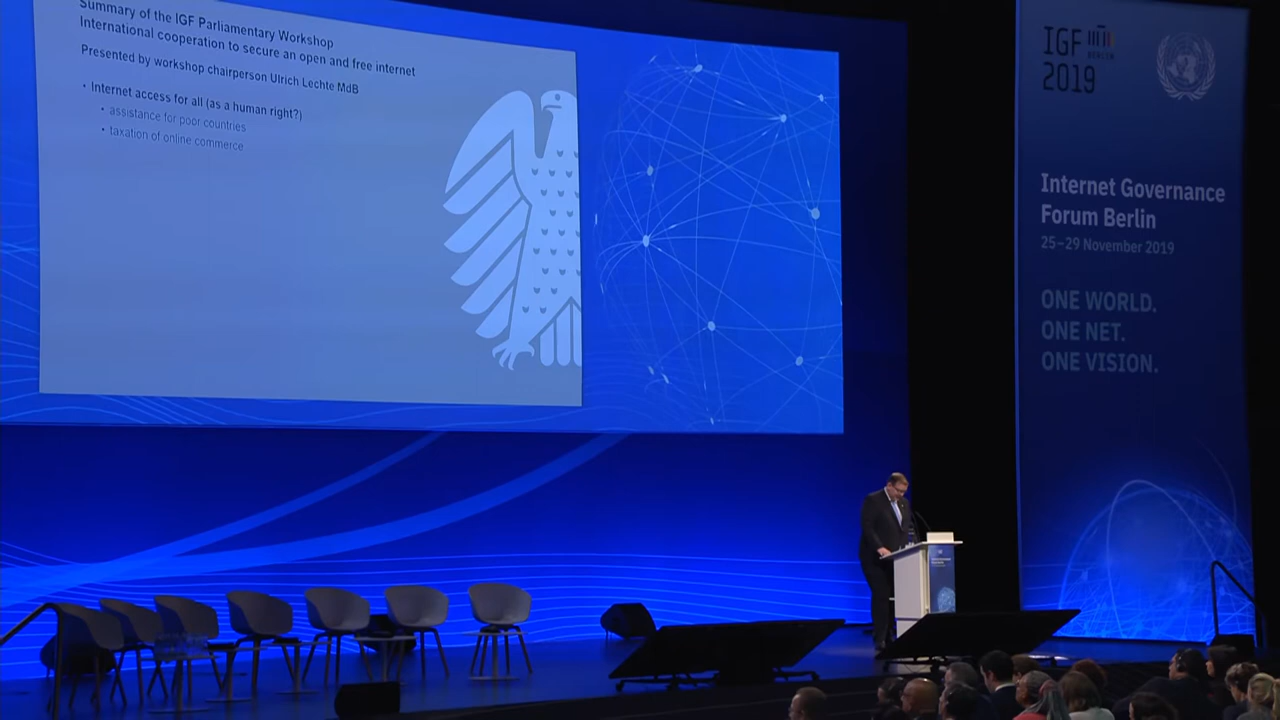 Summary of the IGF Parliamentary Workshop
International cooperation to secure an open and free internet
Presented by workshop chairperson Ulrich Lechte MdB
• Internet access for all (as a human right?)
• assistance for poor countries
• taxation of online commerce
IGF
BERLIN
2019
Internet Governance
Forum Berlin
25–29 November 2019
ONE WORLD.
ONE NET.
ONE VISION.